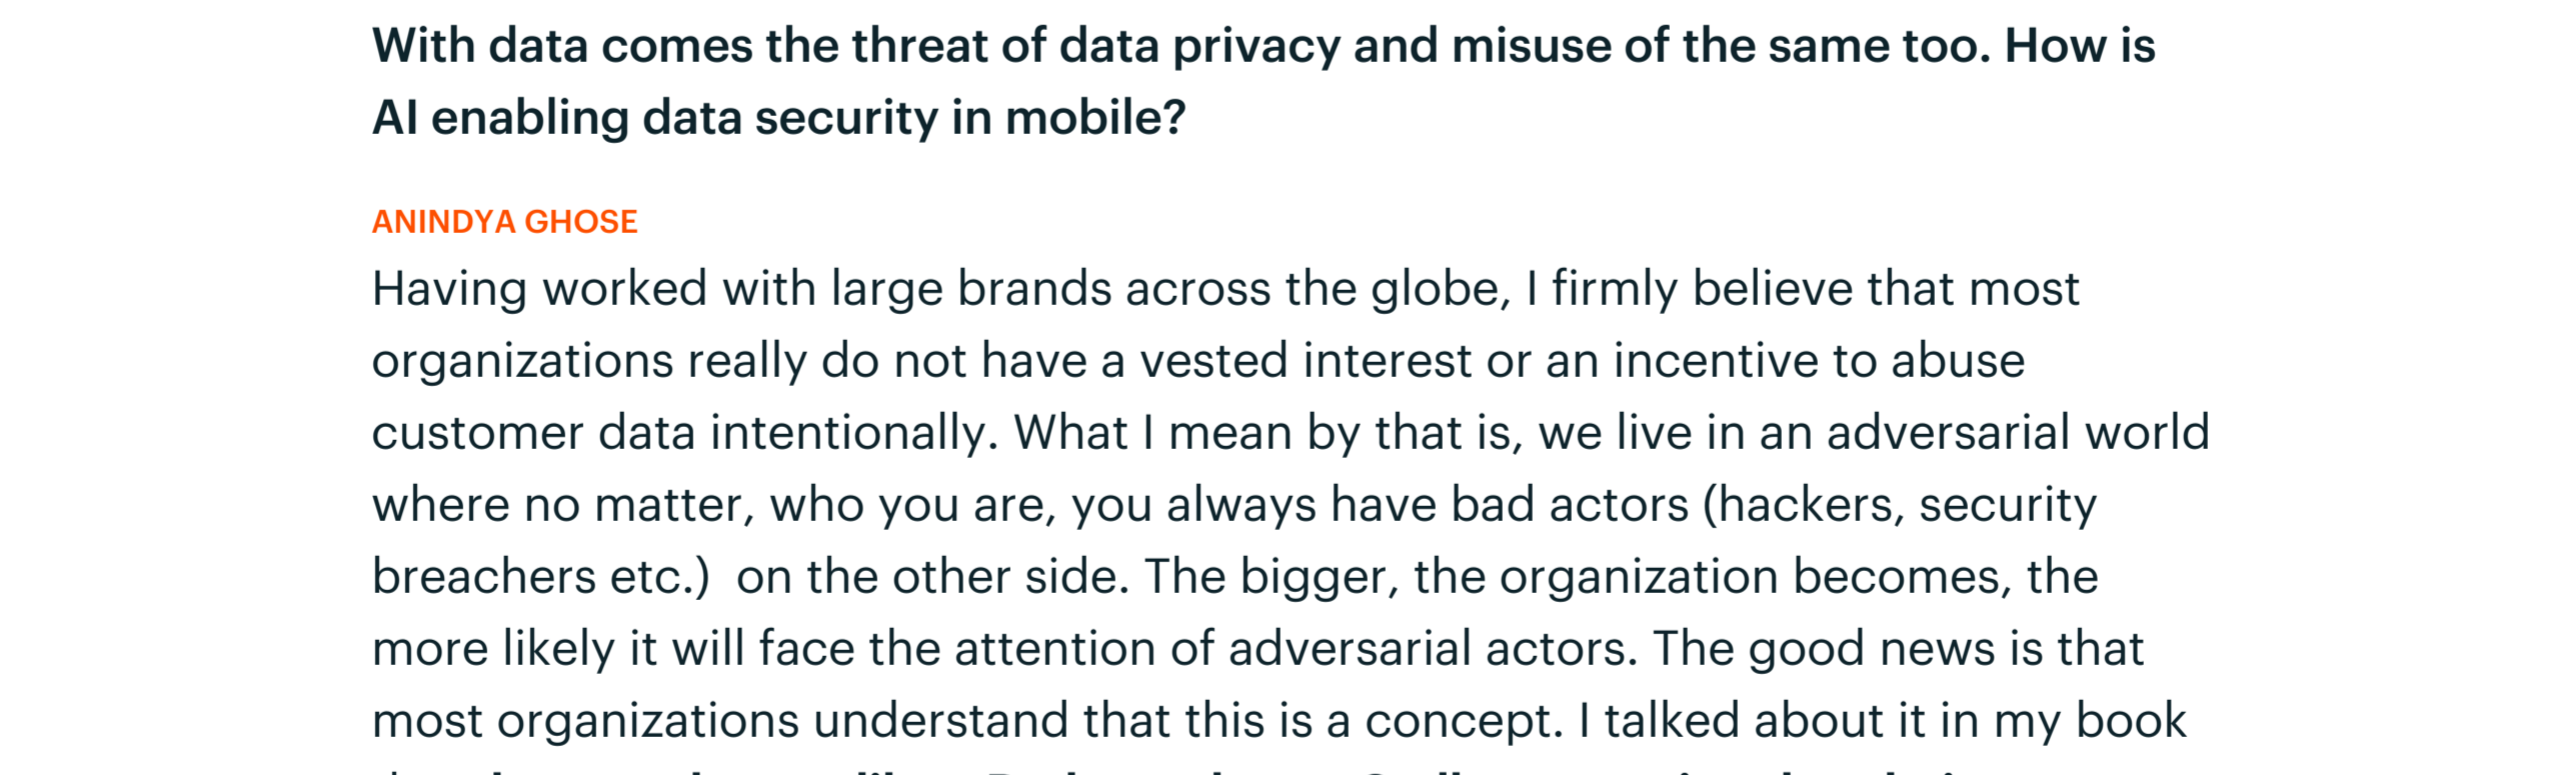 With data comes the threat of data privacy and misuse of the same too. How is
AI enabling data security in mobile?
ANINDYA GHOSE
Having worked with large brands across the globe, I firmly believe that most
organizations really do not have a vested interest or an incentive to abuse
customer data intentionally. What I mean by that is, we live in an adversarial world
where no matter, who you are, you always have bad actors (hackers, security
breachers etc.)  on the other side. The bigger, the organization becomes, the
more likely it will face the attention of adversarial actors. The good news is that
most organizations understand that this is a concept. I talked about it in my book